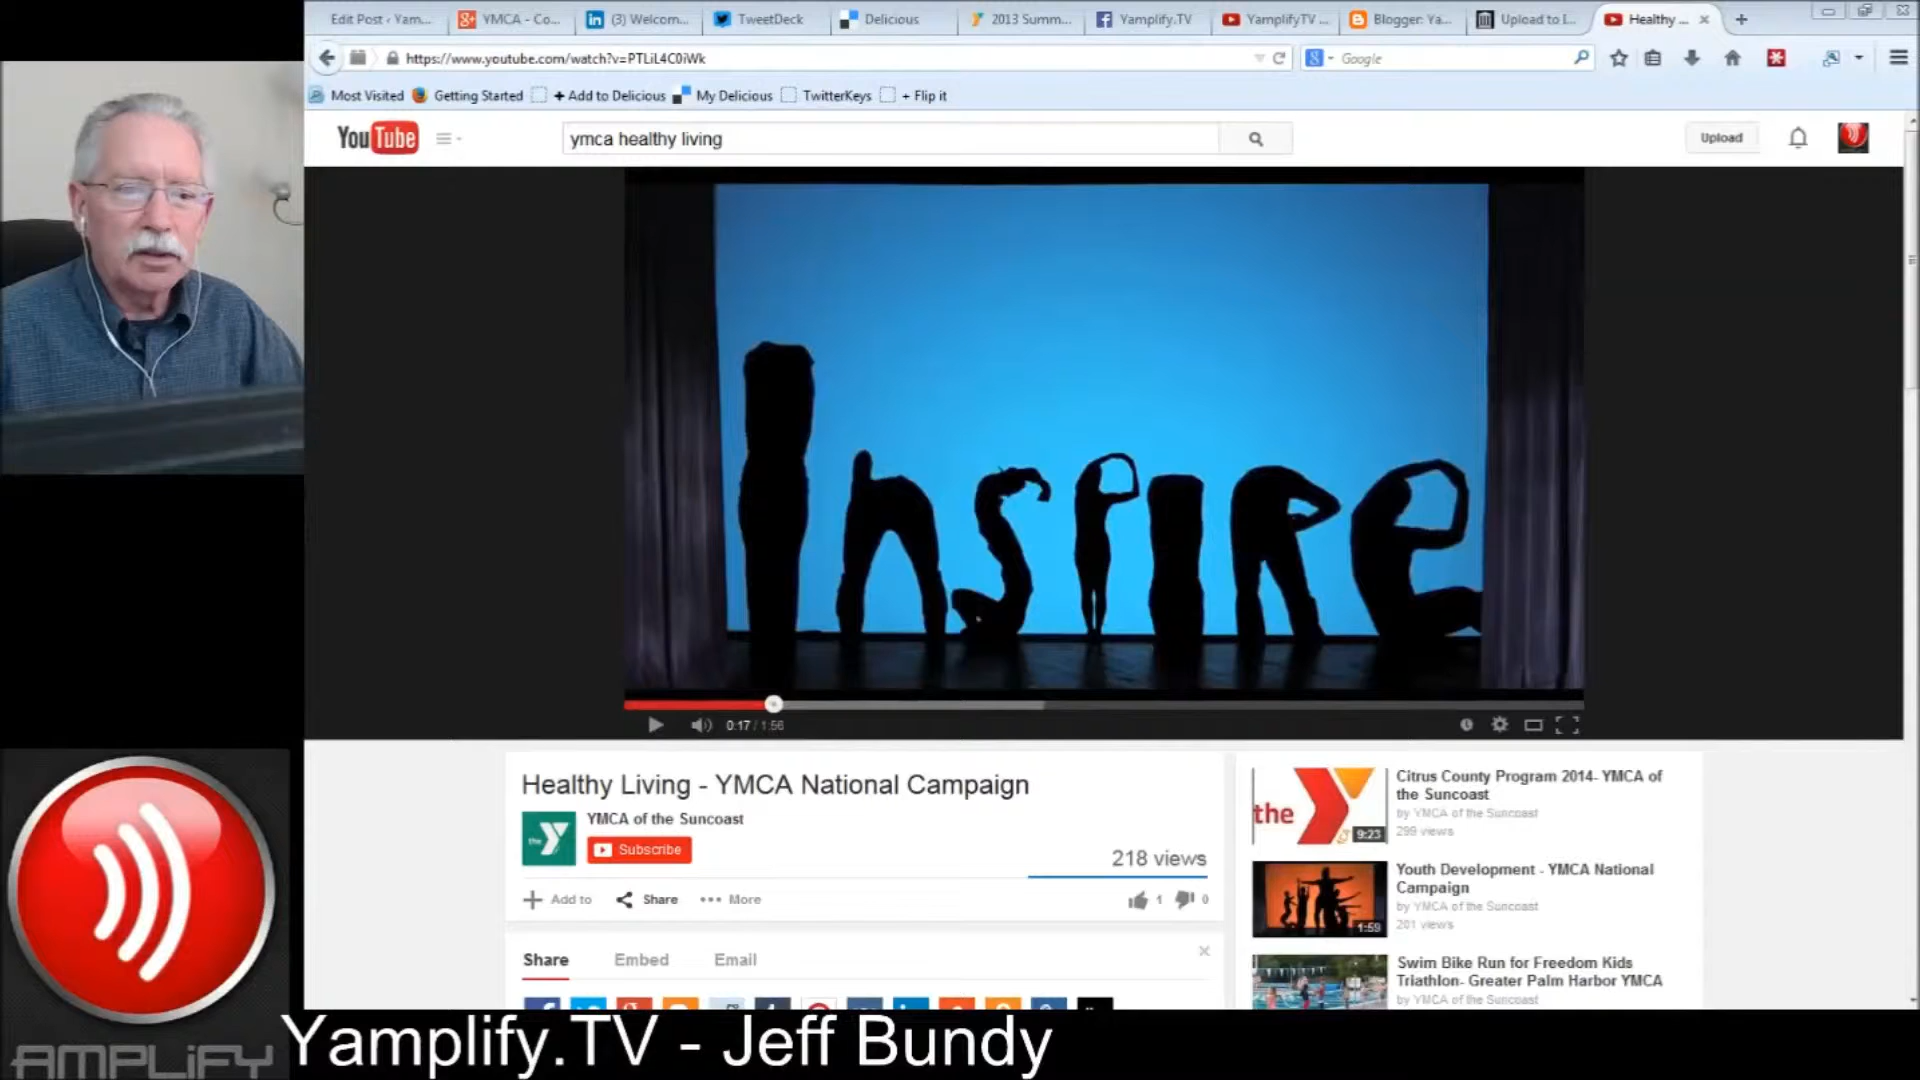 Edit Post ‹ Yam...
YMCA - Co...
(3) Welcom...
TweetDeck
Delicious
2013 Summ...
Yamplify.TV
YamplifyTV ...
Blogger: Ya...
Upload to I...
Healthy ...
https://www.youtube.com/watch?v=PTLiL4C0iWk
Google
Most Visited
Getting Started
+ Add to Delicious
My Delicious
TwitterKeys
+ Flip it
YouTube
ymca healthy living
Upload
Inspire
0:17 / 1:56
Healthy Living - YMCA National Campaign
the Y
YMCA of the Suncoast
Subscribe
218 views
Add to
Share
More
1
0
Share
Embed
Email
the
9:23
Citrus County Program 2014- YMCA of
the Suncoast
by YMCA of the Suncoast
299 views
1:59
Youth Development - YMCA National
Campaign
by YMCA of the Suncoast
201 views
Swim Bike Run for Freedom Kids
Triathlon- Greater Palm Harbor YMCA
by YMCA of the Suncoast
AMPLiFY
Yamplify.TV - Jeff Bundy